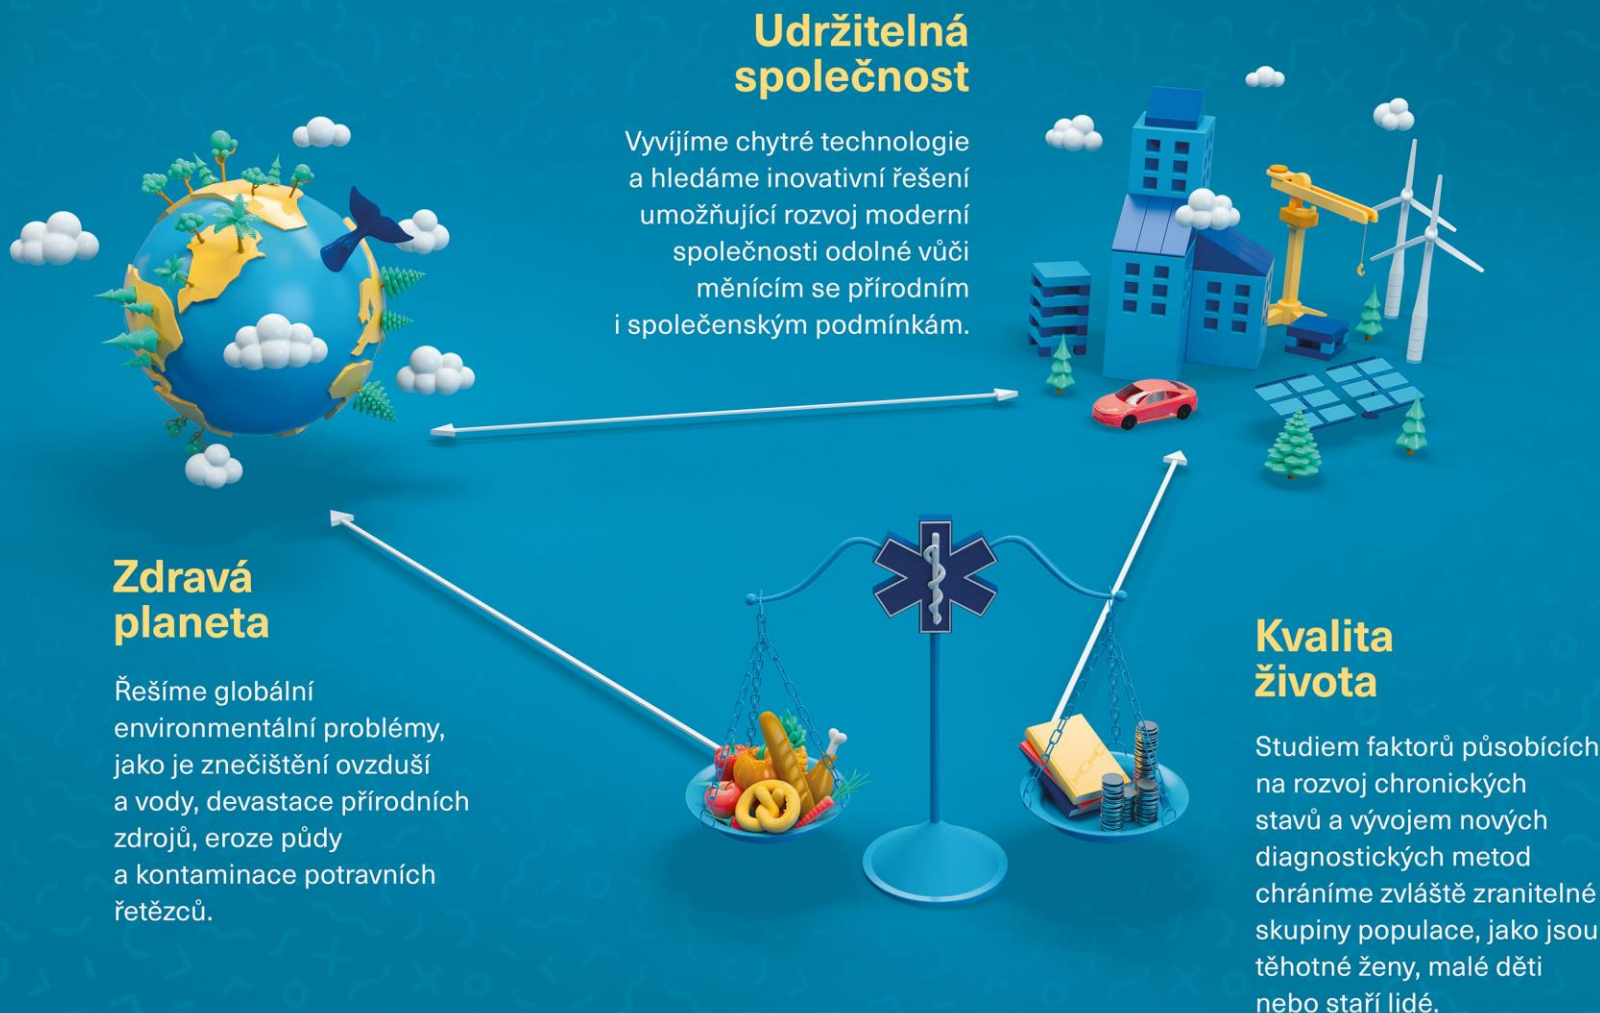 Udržitelná
společnost
Vyvíjíme chytré technologie
a hledáme inovativní řešení
umožňující rozvoj moderní
společnosti odolné vůči
měnícím se přírodním
i společenským podmínkám.
Zdravá
planeta
Řešíme globální
environmentální problémy,
jako je znečištění ovzduší
a vody, devastace přírodních
zdrojů, eroze půdy
a kontaminace potravních
řetězců.
Kvalita
života
Studiem faktorů působících
na rozvoj chronických
stavů a vývojem nových
diagnostických metod
chráníme zvláště zranitelné
skupiny populace, jako jsou
těhotné ženy, malé děti
nebo staří lidé.